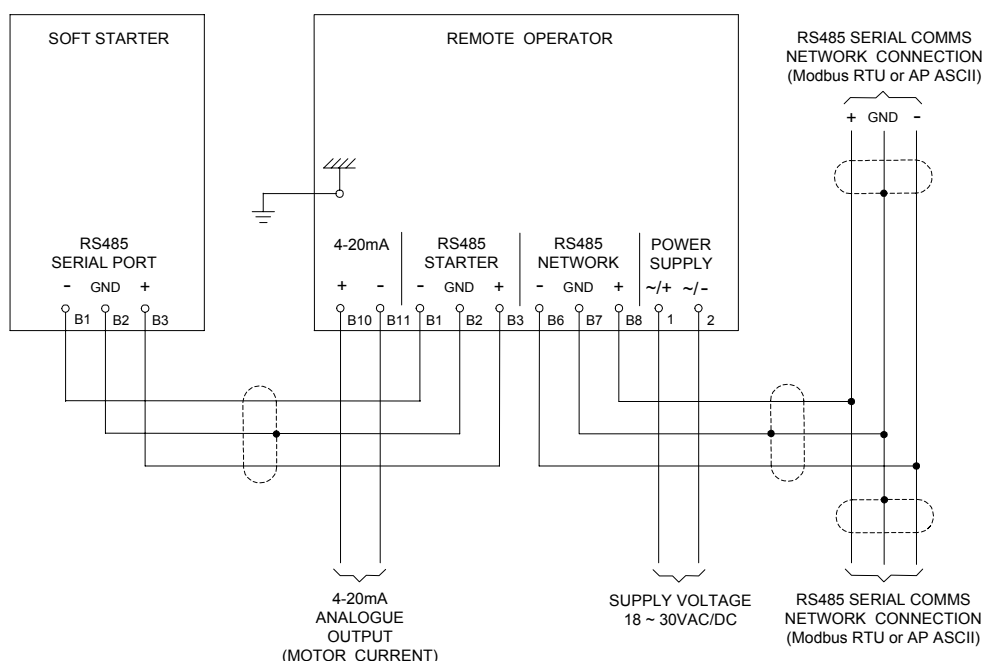 SOFT STARTER
REMOTE OPERATOR
RS485 SERIAL COMMS
NETWORK CONNECTION
(Modbus RTU or AP ASCII)
+ GND -
RS485
SERIAL PORT
- GND +
B1 B2 B3
4-20mA
+ -
B10 B11
RS485
STARTER
- GND +
B1 B2 B3
RS485
NETWORK
- GND +
B6 B7 B8
POWER
SUPPLY
~/+ ~/-
1 2
4-20mA
ANALOGUE
OUTPUT
(MOTOR CURRENT)
SUPPLY VOLTAGE
18 ~ 30VAC/DC
RS485 SERIAL COMMS
NETWORK CONNECTION
(Modbus RTU or AP ASCII)